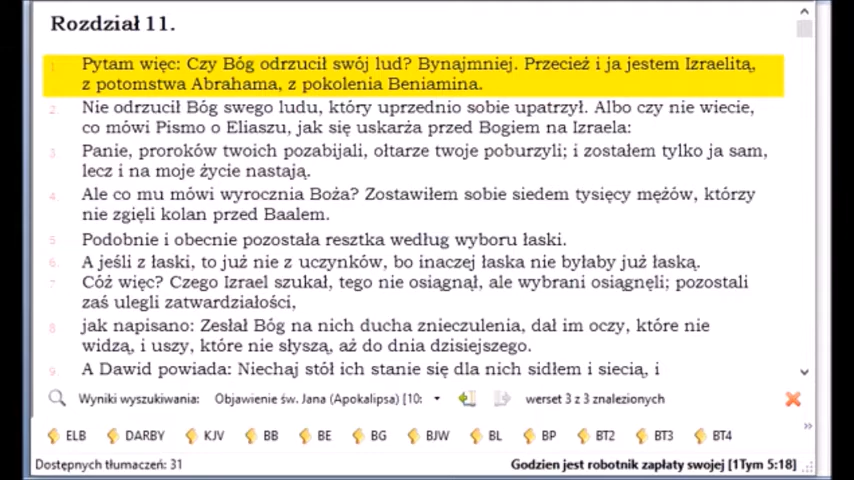 Rozdział 11.
1. Pytam więc: Czy Bóg odrzucił swój lud? Bynajmniej. Przecież i ja jestem Izraelitą,
z potomstwa Abrahama, z pokolenia Beniamina.
2. Nie odrzucił Bóg swego ludu, który uprzednio sobie upatrzył. Albo czy nie wiecie,
co mówi Pismo o Eliaszu, jak się uskarża przed Bogiem na Izraela:
3. Panie, proroków twoich pozabijali, ołtarze twoje poburzyli; i zostałem tylko ja sam,
lecz i na moje życie nastają.
4. Ale co mu mówi wyrocznia Boża? Zostawiłem sobie siedem tysięcy mężów, którzy
nie zgięli kolan przed Baalem.
5. Podobnie i obecnie pozostała resztka według wyboru łaski.
6. A jeśli z łaski, to już nie z uczynków, bo inaczej łaska nie byłaby już łaską.
7. Cóż więc? Czego Izrael szukał, tego nie osiągnął, ale wybrani osiągnęli; pozostali
zaś ulegli zatwardziałości,
8. jak napisano: Zesłał Bóg na nich ducha znieczulenia, dał im oczy, które nie
widzą, i uszy, które nie słyszą, aż do dnia dzisiejszego.
9. A Dawid powiada: Niechaj stół ich stanie się dla nich sidłem i siecią, i
Wyniki wyszukiwania: Objawienie św. Jana (Apokalipsa) [10: werset 3 z 3 znalezionych
ELB DARBY KJV BB BE BG BJW BL BP BT2 BT3 BT4
Dostępnych tłumaczeń: 31 Godzien jest robotnik zapłaty swojej [1Tym 5:18]